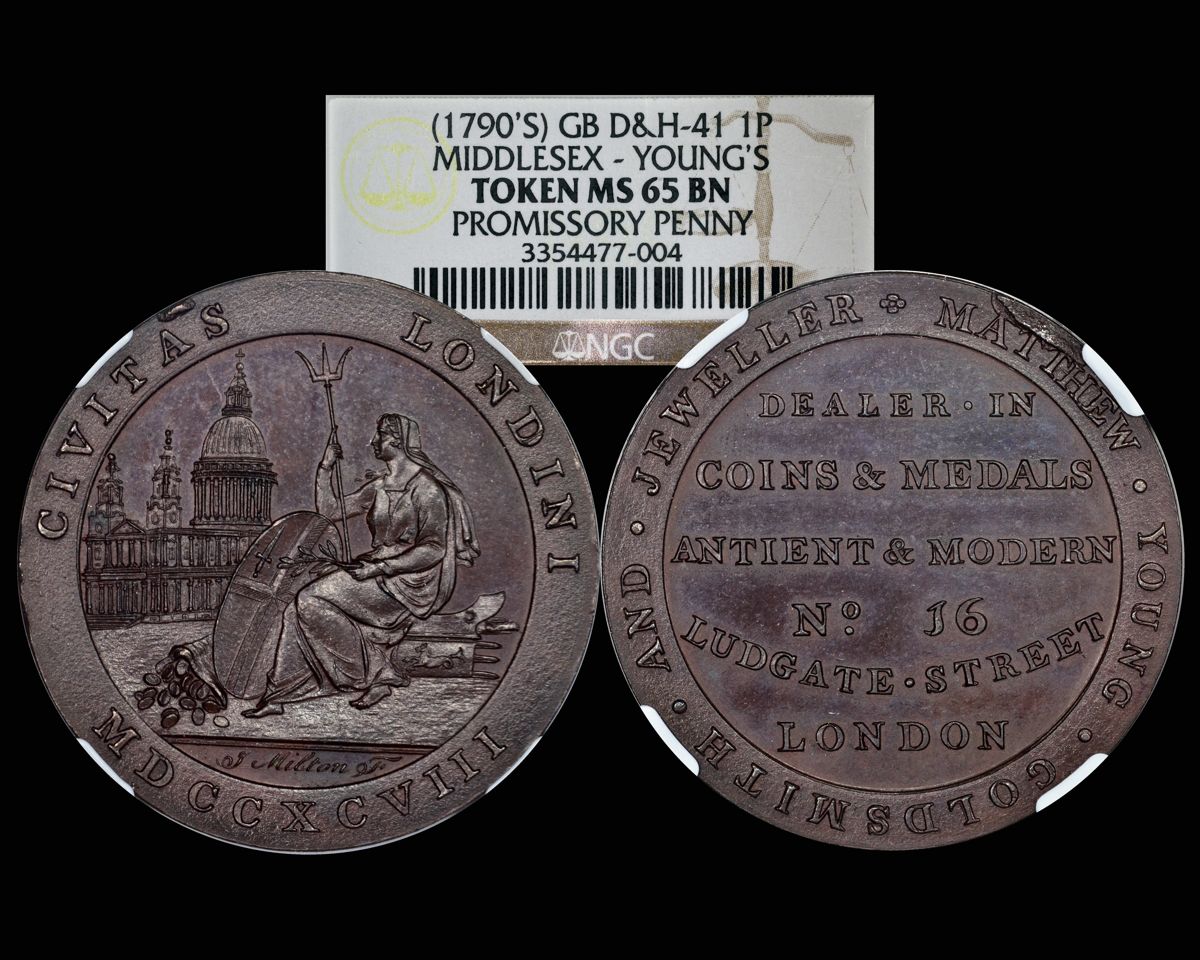 (1790'S) GB D&H-41 1P
MIDDLESEX - YOUNG'S
TOKEN MS 65 BN
PROMISSORY PENNY
3354477-004
NGC
CIVITAS LONDINI
MDCCXCVIII
J Milton F
MATTHEW · YOUNG · GOLDSMITH · AND · JEWELLER
DEALER · IN
COINS & MEDALS
ANTIENT & MODERN
No. 16
LUDGATE · STREET
LONDON